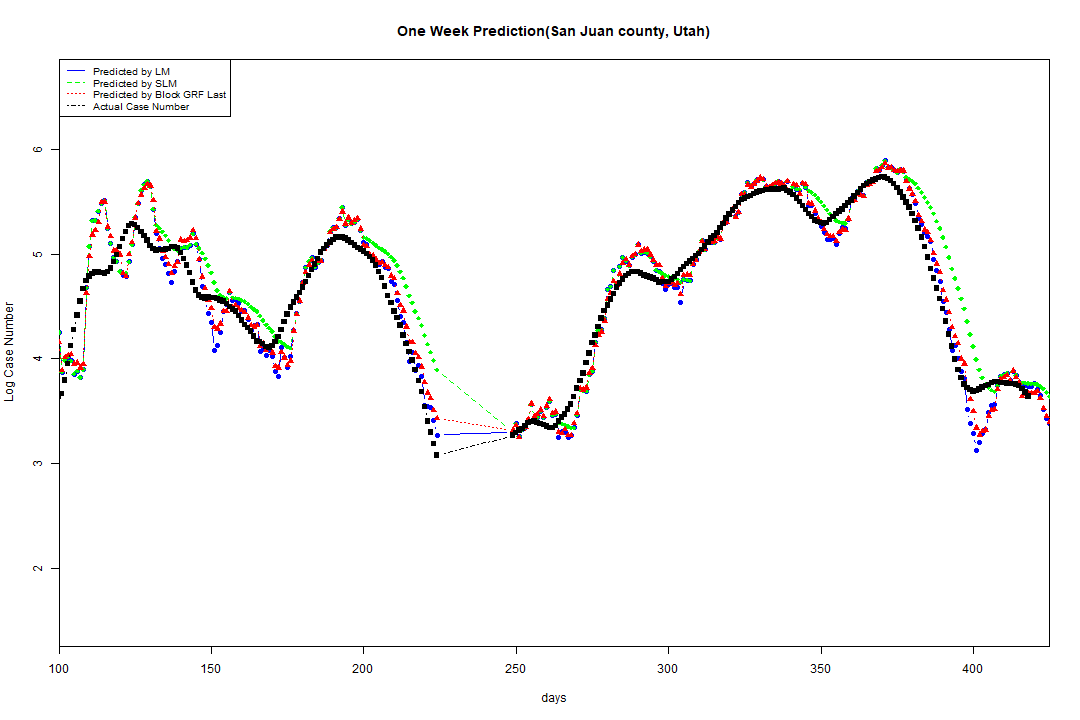 One Week Prediction(San Juan county, Utah)
Predicted by LM
Predicted by SLM
Predicted by Block GRF Last
Actual Case Number
6
5
4
3
2
Log Case Number
100 150 200 250 300 350 400
days